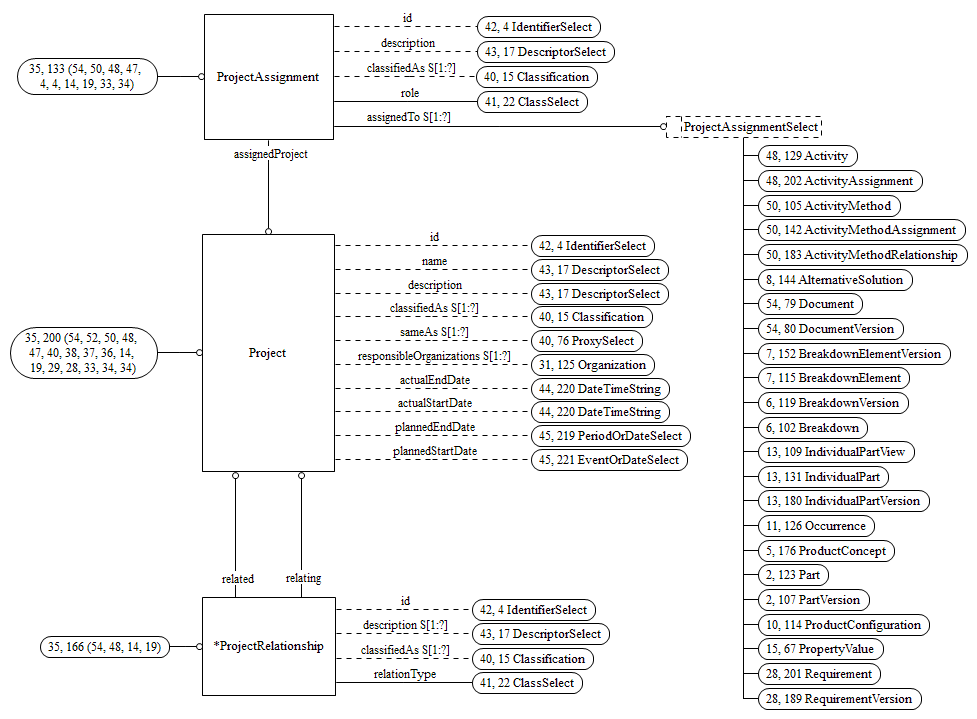 id
42, 4 IdentifierSelect
description
43, 17 DescriptorSelect
35, 133 (54, 50, 48, 47,
4, 4, 14, 19, 33, 34)
ProjectAssignment
classifiedAs S[1:?]
40, 15 Classification
role
41, 22 ClassSelect
assignedTo S[1:?]
ProjectAssignmentSelect
assignedProject
48, 129 Activity
48, 202 ActivityAssignment
50, 105 ActivityMethod
50, 142 ActivityMethodAssignment
50, 183 ActivityMethodRelationship
8, 144 AlternativeSolution
54, 79 Document
54, 80 DocumentVersion
7, 152 BreakdownElementVersion
7, 115 BreakdownElement
6, 119 BreakdownVersion
6, 102 Breakdown
13, 109 IndividualPartView
13, 131 IndividualPart
13, 180 IndividualPartVersion
11, 126 Occurrence
5, 176 ProductConcept
2, 123 Part
2, 107 PartVersion
10, 114 ProductConfiguration
15, 67 PropertyValue
28, 201 Requirement
28, 189 RequirementVersion
35, 200 (54, 52, 50, 48,
47, 40, 38, 37, 36, 14,
19, 29, 28, 33, 34, 34)
Project
id
42, 4 IdentifierSelect
name
43, 17 DescriptorSelect
description
43, 17 DescriptorSelect
classifiedAs S[1:?]
40, 15 Classification
sameAs S[1:?]
40, 76 ProxySelect
responsibleOrganizations S[1:?]
31, 125 Organization
actualEndDate
44, 220 DateTimeString
actualStartDate
44, 220 DateTimeString
plannedEndDate
45, 219 PeriodOrDateSelect
plannedStartDate
45, 221 EventOrDateSelect
related
relating
35, 166 (54, 48, 14, 19)
*ProjectRelationship
id
42, 4 IdentifierSelect
description S[1:?]
43, 17 DescriptorSelect
classifiedAs S[1:?]
40, 15 Classification
relationType
41, 22 ClassSelect